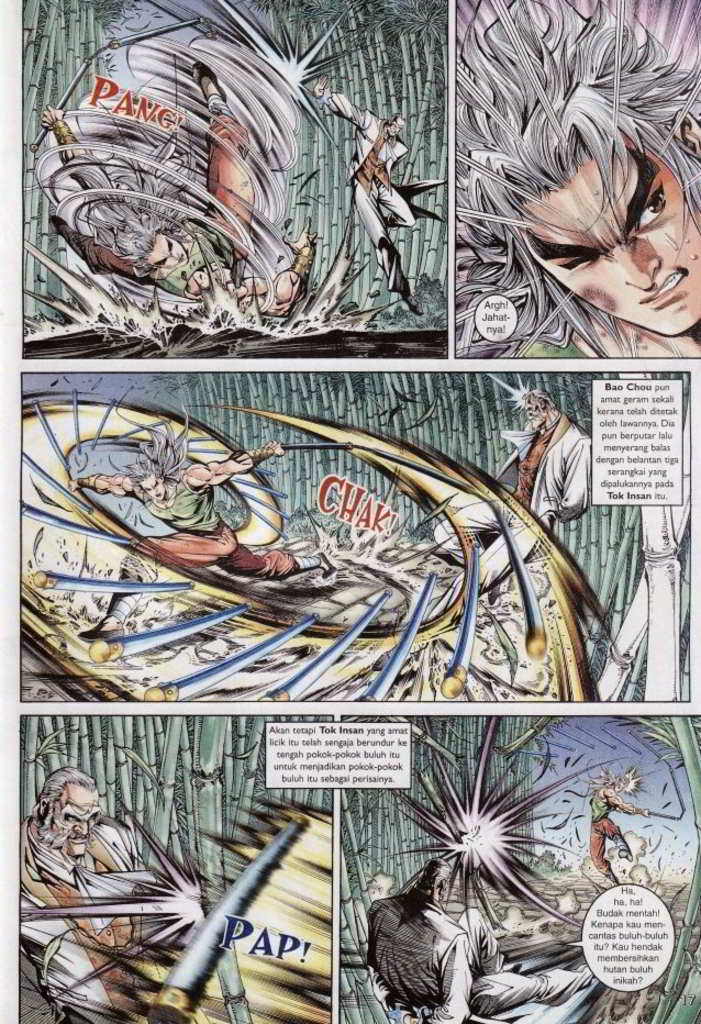 PANG!
Argh!
Jahat-
nya!
Bao Chou pun
amat geram sekali
kerana telah ditetak
oleh lawannya. Dia
pun berputar lalu
menyerang balas
dengan belantan tiga
serangkai yang
dipalukannya pada
Tok Insan itu.
CHAK!
Akan tetapi Tok Insan yang amat
licik itu telah sengaja berundur ke
tengah pokok-pokok buluh itu
untuk menjadikan pokok-pokok
buluh itu sebagai perisainya.
PAP!
Ha,
ha, ha!
Budak mentah!
Kenapa kau men-
cantas buluh-buluh
itu? Kau hendak
membersihkan
hutan buluh
inikah?
17